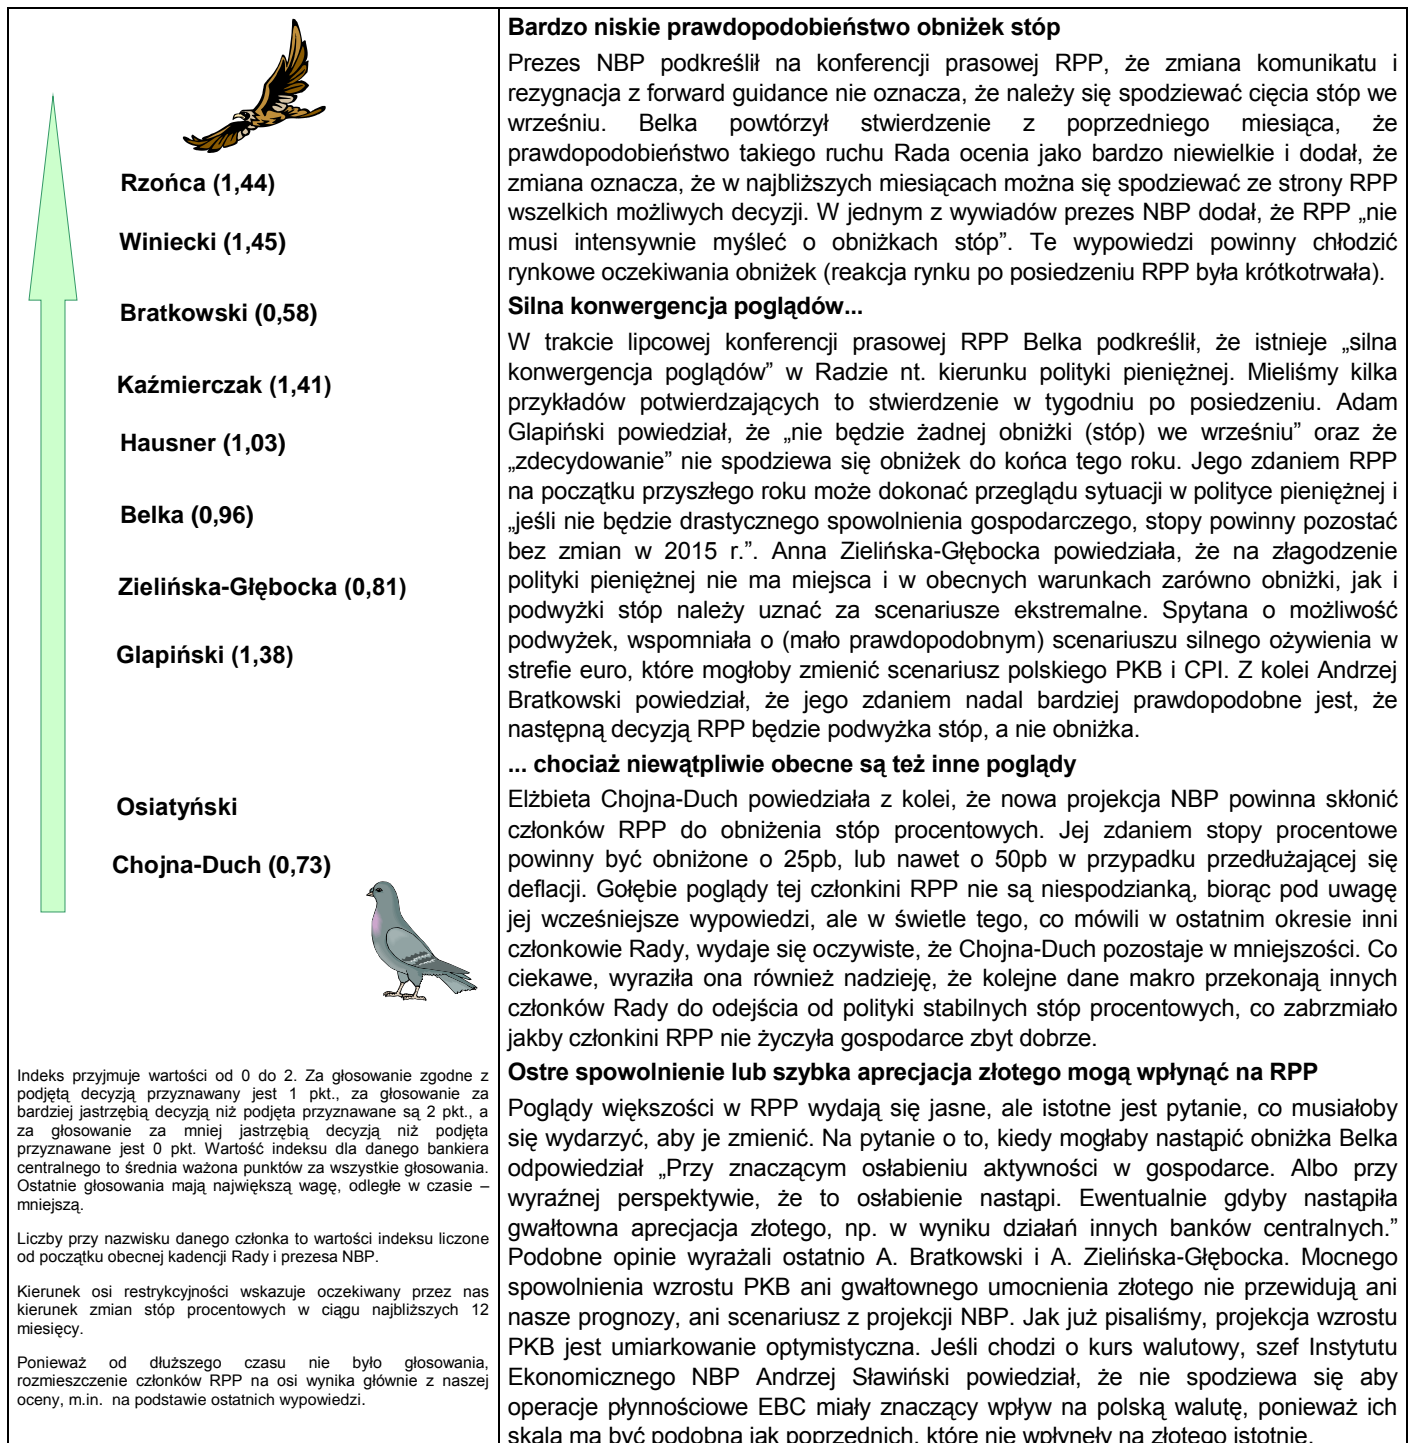 Rzońca (1,44)
Winiecki (1,45)
Bratkowski (0,58)
Kaźmierczak (1,41)
Hausner (1,03)
Belka (0,96)
Zielińska-Głębocka (0,81)
Glapiński (1,38)
Osiatyński
Chojna-Duch (0,73)
Indeks przyjmuje wartości od 0 do 2. Za głosowanie zgodne z
podjętą decyzją przyznawany jest 1 pkt., za głosowanie za
bardziej jastrzębią decyzją niż podjęta przyznawane są 2 pkt., a
za głosowanie za mniej jastrzębią decyzją niż podjęta
przyznawane jest 0 pkt. Wartość indeksu dla danego bankiera
centralnego to średnia ważona punktów za wszystkie głosowania.
Ostatnie głosowania mają największą wagę, odległe w czasie –
mniejszą.
Liczby przy nazwisku danego członka to wartości indeksu liczone
od początku obecnej kadencji Rady i prezesa NBP.
Kierunek osi restrykcyjności wskazuje oczekiwany przez nas
kierunek zmian stóp procentowych w ciągu najbliższych 12
miesięcy.
Ponieważ od dłuższego czasu nie było głosowania,
rozmieszczenie członków RPP na osi wynika głównie z naszej
oceny, m.in. na podstawie ostatnich wypowiedzi.
Bardzo niskie prawdopodobieństwo obniżek stóp
Prezes NBP podkreślił na konferencji prasowej RPP, że zmiana komunikatu i
rezygnacja z forward guidance nie oznacza, że należy się spodziewać cięcia stóp we
wrześniu. Belka powtórzył stwierdzenie z poprzedniego miesiąca, że
prawdopodobieństwo takiego ruchu Rada ocenia jako bardzo niewielkie i dodał, że
zmiana oznacza, że w najbliższych miesiącach można się spodziewać ze strony RPP
wszelkich możliwych decyzji. W jednym z wywiadów prezes NBP dodał, że RPP „nie
musi intensywnie myśleć o obniżkach stóp”. Te wypowiedzi powinny chłodzić
rynkowe oczekiwania obniżek (reakcja rynku po posiedzeniu RPP była krótkotrwała).
Silna konwergencja poglądów...
W trakcie lipcowej konferencji prasowej RPP Belka podkreślił, że istnieje „silna
konwergencja poglądów” w Radzie nt. kierunku polityki pieniężnej. Mieliśmy kilka
przykładów potwierdzających to stwierdzenie w tygodniu po posiedzeniu. Adam
Glapiński powiedział, że „nie będzie żadnej obniżki (stóp) we wrześniu” oraz że
„zdecydowanie” nie spodziewa się obniżek do końca tego roku. Jego zdaniem RPP
na początku przyszłego roku może dokonać przeglądu sytuacji w polityce pieniężnej i
„jeśli nie będzie drastycznego spowolnienia gospodarczego, stopy powinny pozostać
bez zmian w 2015 r.”. Anna Zielińska-Głębocka powiedziała, że na złagodzenie
polityki pieniężnej nie ma miejsca i w obecnych warunkach zarówno obniżki, jak i
podwyżki stóp należy uznać za scenariusze ekstremalne. Spytana o możliwość
podwyżek, wspomniała o (mało prawdopodobnym) scenariuszu silnego ożywienia w
strefie euro, które mogłoby zmienić scenariusz polskiego PKB i CPI. Z kolei Andrzej
Bratkowski powiedział, że jego zdaniem nadal bardziej prawdopodobne jest, że
następną decyzją RPP będzie podwyżka stóp, a nie obniżka.
... chociaż niewątpliwie obecne są też inne poglądy
Elżbieta Chojna-Duch powiedziała z kolei, że nowa projekcja NBP powinna skłonić
członków RPP do obniżenia stóp procentowych. Jej zdaniem stopy procentowe
powinny być obniżone o 25pb, lub nawet o 50pb w przypadku przedłużającej się
deflacji. Gołębie poglądy tej członkini RPP nie są niespodzianką, biorąc pod uwagę
jej wcześniejsze wypowiedzi, ale w świetle tego, co mówili w ostatnim okresie inni
członkowie Rady, wydaje się oczywiste, że Chojna-Duch pozostaje w mniejszości. Co
ciekawe, wyraziła ona również nadzieję, że kolejne dane makro przekonają innych
członków Rady do odejścia od polityki stabilnych stóp procentowych, co zabrzmiało
jakby członkini RPP nie życzyła gospodarce zbyt dobrze.
Ostre spowolnienie lub szybka aprecjacja złotego mogą wpłynąć na RPP
Poglądy większości w RPP wydają się jasne, ale istotne jest pytanie, co musiałoby
się wydarzyć, aby je zmienić. Na pytanie o to, kiedy mogłaby nastąpić obniżka Belka
odpowiedział „Przy znaczącym osłabieniu aktywności w gospodarce. Albo przy
wyraźnej perspektywie, że to osłabienie nastąpi. Ewentualnie gdyby nastąpiła
gwałtowna aprecjacja złotego, np. w wyniku działań innych banków centralnych.”
Podobne opinie wyrażali ostatnio A. Bratkowski i A. Zielińska-Głębocka. Mocnego
spowolnienia wzrostu PKB ani gwałtownego umocnienia złotego nie przewidują ani
nasze prognozy, ani scenariusz z projekcji NBP. Jak już pisaliśmy, projekcja wzrostu
PKB jest umiarkowanie optymistyczna. Jeśli chodzi o kurs walutowy, szef Instytutu
Ekonomicznego NBP Andrzej Sławiński powiedział, że nie spodziewa się aby
operacje płynnościowe EBC miały znaczący wpływ na polską walutę, ponieważ ich
skala ma być podobna jak poprzednich, które nie wpłynęły na złotego istotnie.